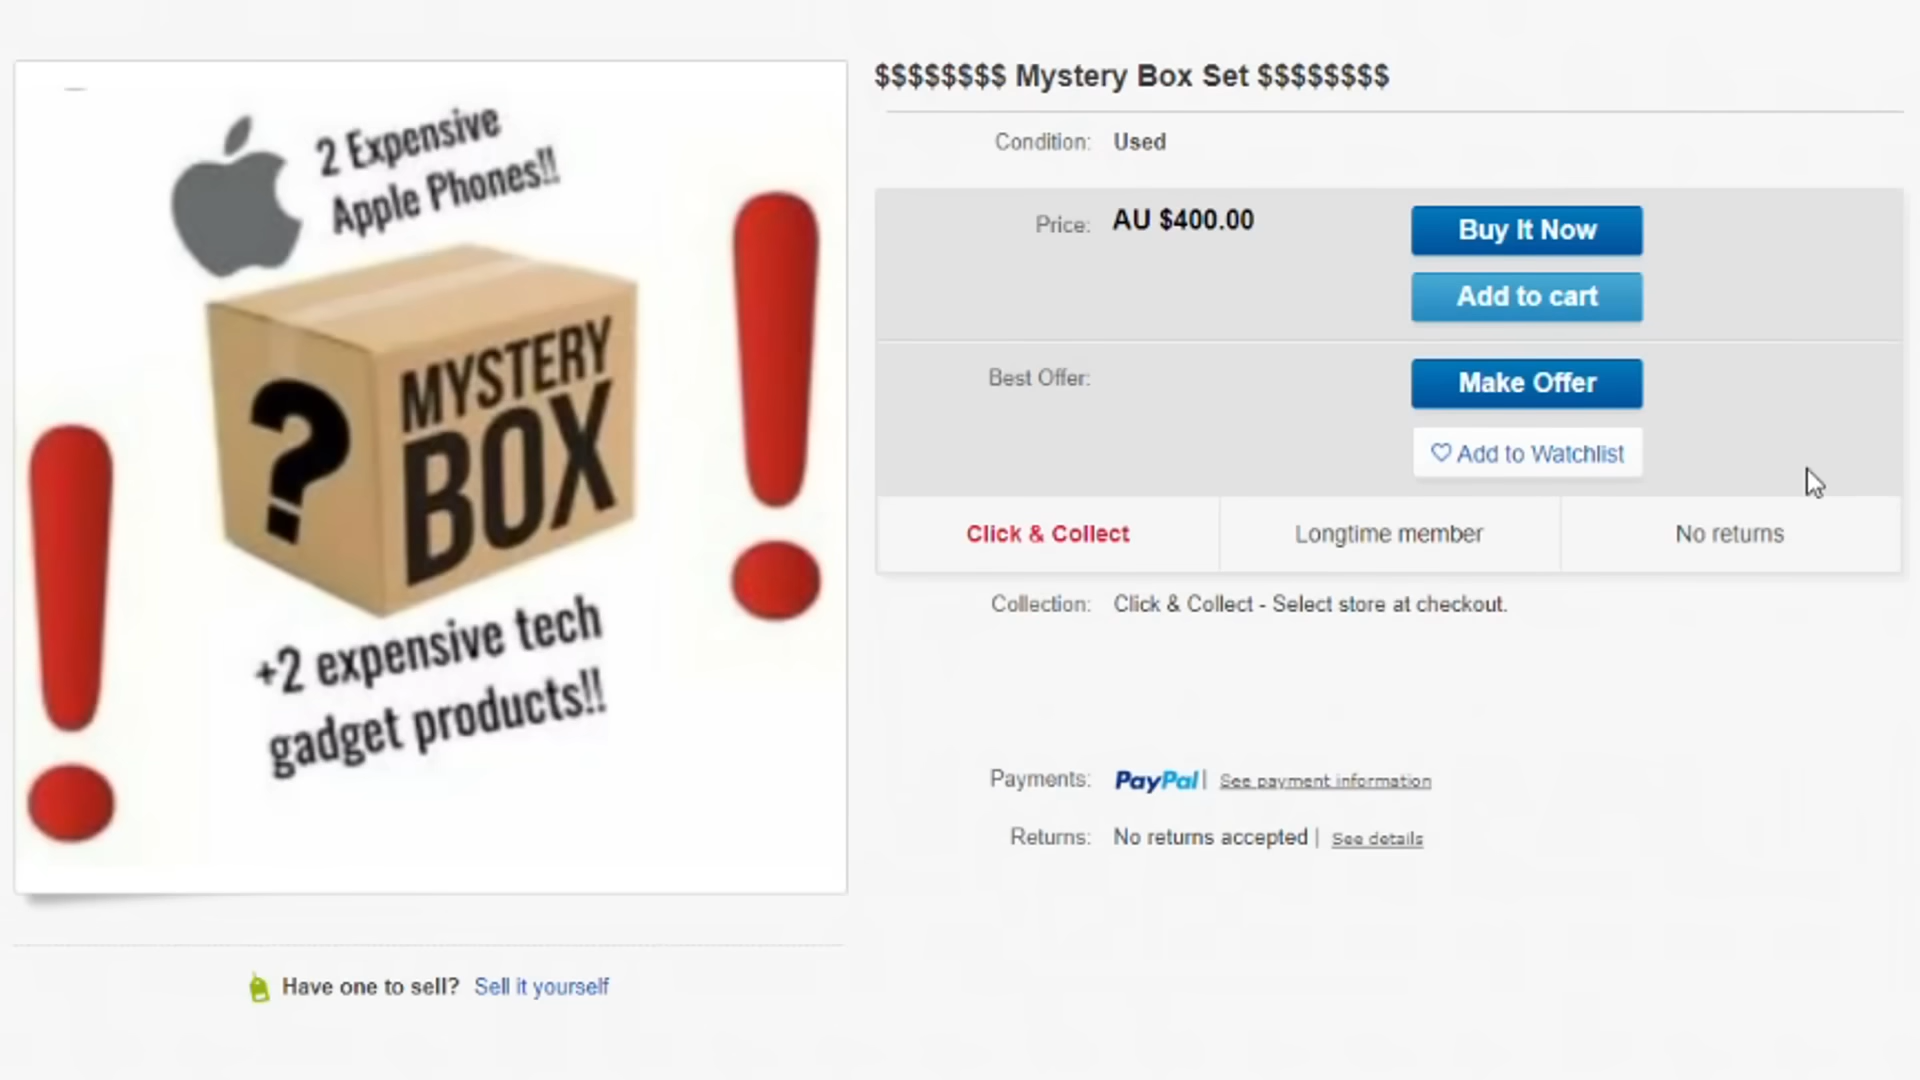 2 Expensive
Apple Phones!!
?
MYSTERY
BOX
+2 expensive tech
gadget products!!
Have one to sell? Sell it yourself
$$$$$$$$ Mystery Box Set $$$$$$$$
Condition: Used
Price: AU $400.00
Buy It Now
Add to cart
Best Offer:
Make Offer
Add to Watchlist
Click & Collect
Longtime member
No returns
Collection: Click & Collect - Select store at checkout.
Payments: PayPal | See payment information
Returns: No returns accepted | See details